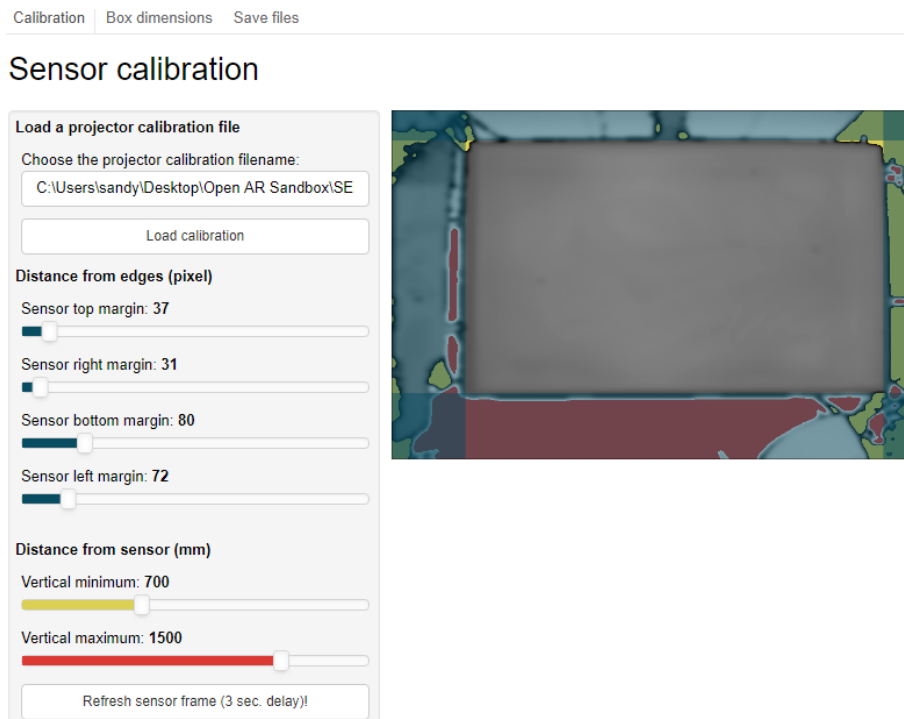 Calibration Box dimensions Save files
Sensor calibration
Load a projector calibration file
Choose the projector calibration filename:
C:\Users\sandy\Desktop\Open AR Sandbox\SE
Load calibration
Distance from edges (pixel)
Sensor top margin: 37
Sensor right margin: 31
Sensor bottom margin: 80
Sensor left margin: 72
Distance from sensor (mm)
Vertical minimum: 700
Vertical maximum: 1500
Refresh sensor frame (3 sec. delay)!